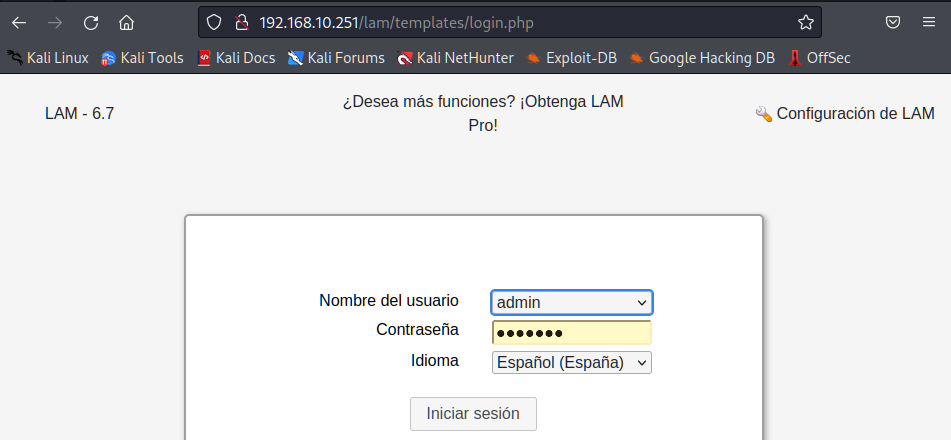 192.168.10.251/lam/templates/login.php
Kali Linux Kali Tools Kali Docs Kali Forums Kali NetHunter Exploit-DB Google Hacking DB OffSec
LAM - 6.7
¿Desea más funciones? ¡Obtenga LAM
Pro!
Configuración de LAM
Nombre del usuario admin
Contraseña •••••••
Idioma Español (España)
Iniciar sesión